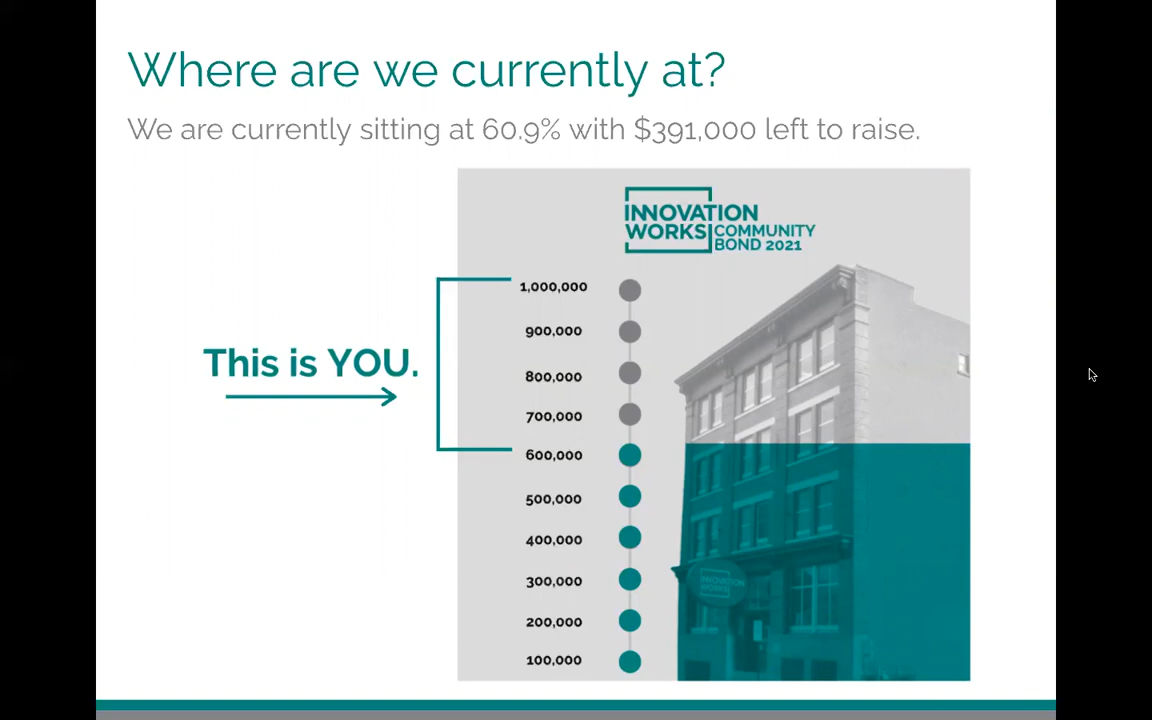 Where are we currently at?
We are currently sitting at 60.9% with $391,000 left to raise.
INNOVATION
WORKS COMMUNITY
BOND 2021
This is YOU.
1,000,000
900,000
800,000
700,000
600,000
500,000
400,000
300,000
200,000
100,000
INNOVATION
WORKS